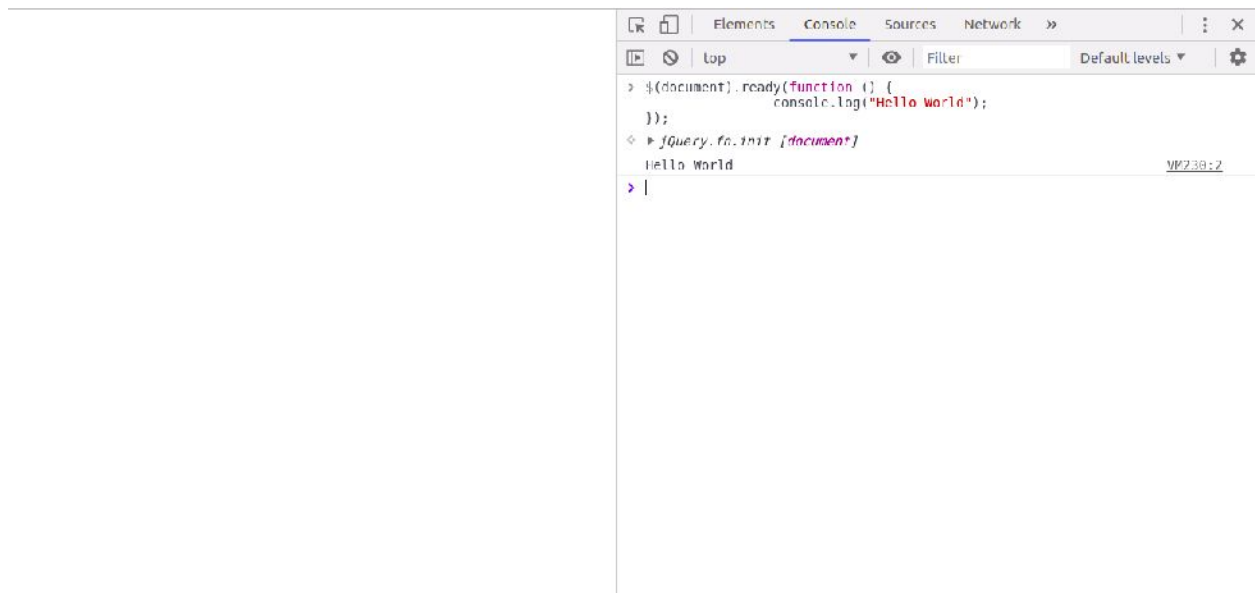 Elements Console Sources Network »
top Filter Default levels ▼
> $(document).ready(function () {
console.log("Hello World");
});
jQuery.fn.init [document]
Hello World VM230:2
>